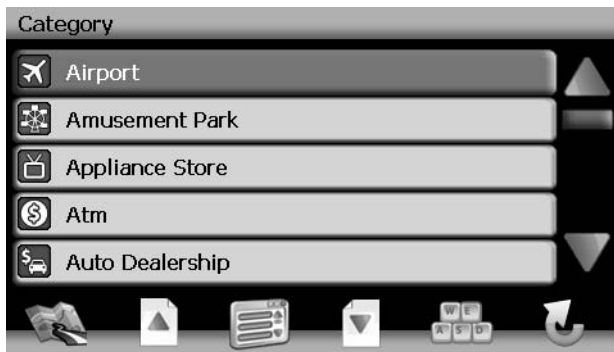 Category
Airport
Amusement Park
Appliance Store
Atm
Auto Dealership
W E
A S D